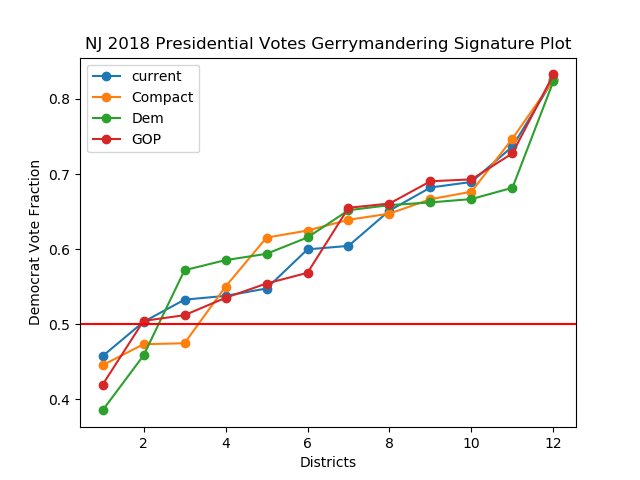 NJ 2018 Presidential Votes Gerrymandering Signature Plot
current
Compact
Dem
GOP
0.8
0.7
0.6
0.5
0.4
Democrat Vote Fraction
2 4 6 8 10 12
Districts